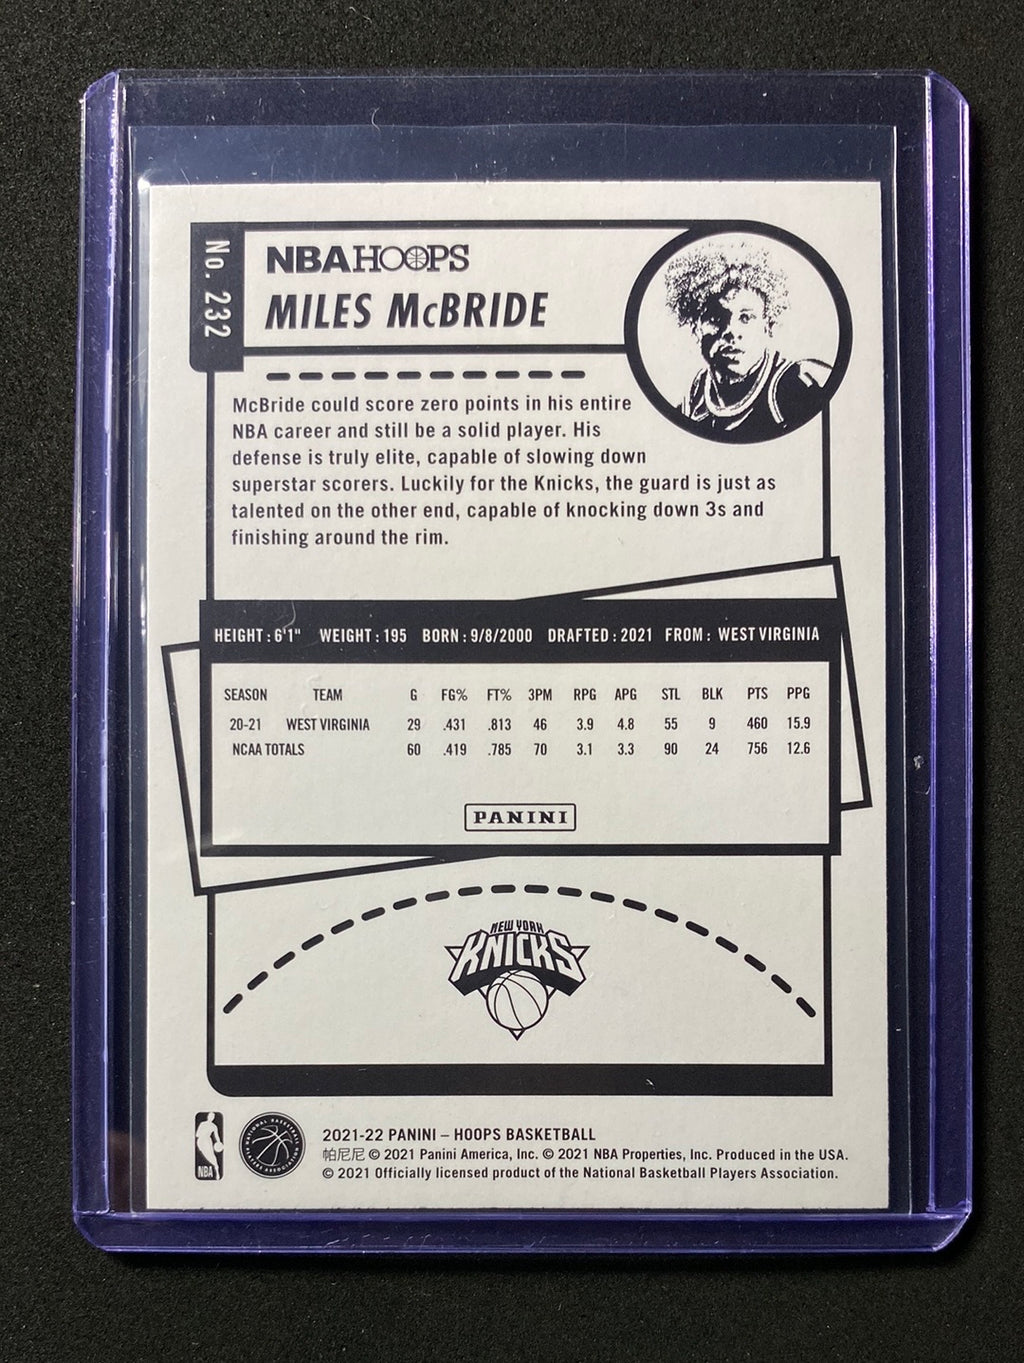 No. 232
NBA HOOPS
MILES McBRIDE
McBride could score zero points in his entire
NBA career and still be a solid player. His
defense is truly elite, capable of slowing down
superstar scorers. Luckily for the Knicks, the guard is just as
talented on the other end, capable of knocking down 3s and
finishing around the rim.
HEIGHT : 6'1" WEIGHT : 195 BORN : 9/8/2000 DRAFTED : 2021 FROM : WEST VIRGINIA
SEASON TEAM G FG% FT% 3PM RPG APG STL BLK PTS PPG
20-21 WEST VIRGINIA 29 .431 .813 46 3.9 4.8 55 9 460 15.9
NCAA TOTALS 60 .419 .785 70 3.1 3.3 90 24 756 12.6
PANINI
NEW YORK
KNICKS
NBA
NATIONAL BASKETBALL
PLAYERS ASSOCIATION
2021-22 PANINI – HOOPS BASKETBALL
帕尼尼 © 2021 Panini America, Inc. © 2021 NBA Properties, Inc. Produced in the USA.
© 2021 Officially licensed product of the National Basketball Players Association.